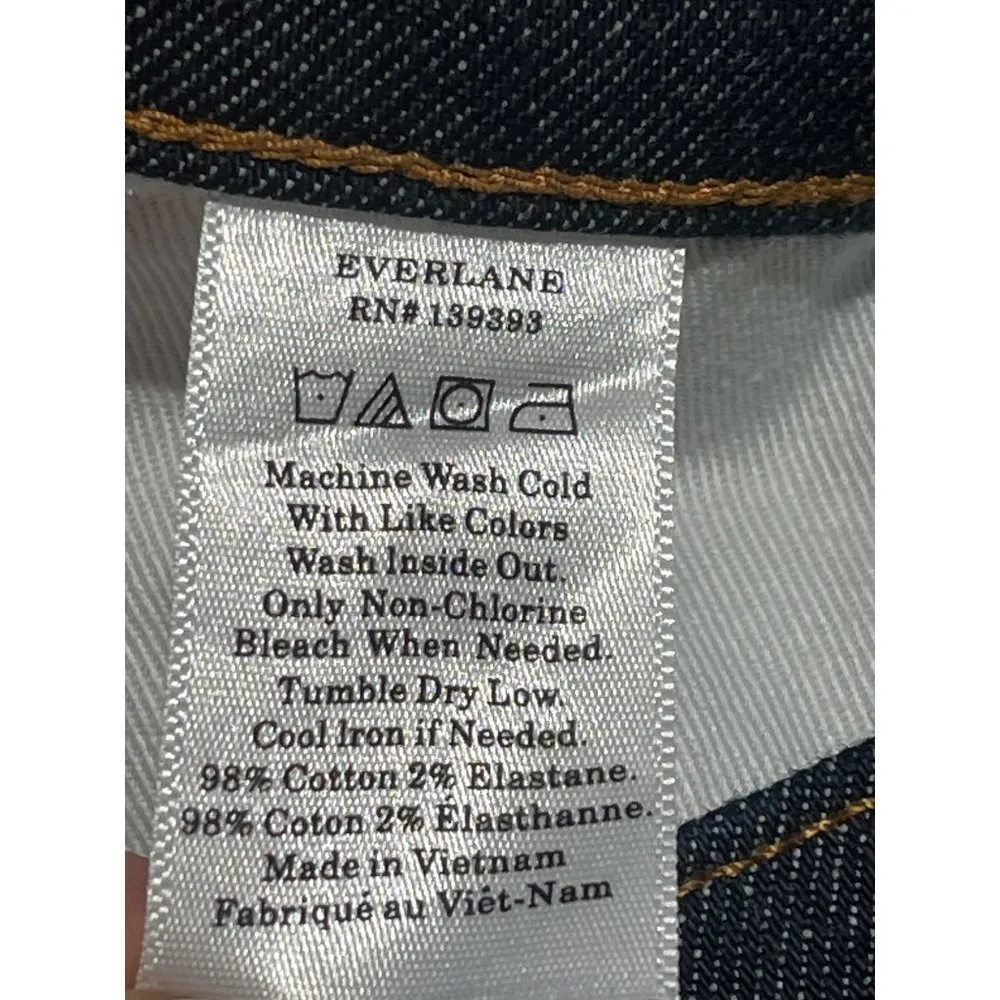 EVERLANE
RN# 139393
Machine Wash Cold
With Like Colors
Wash Inside Out.
Only Non-Chlorine
Bleach When Needed.
Tumble Dry Low.
Cool Iron if Needed.
98% Cotton 2% Elastane.
98% Coton 2% Élasthanne.
Made in Vietnam
Fabriqué au Viêt-Nam